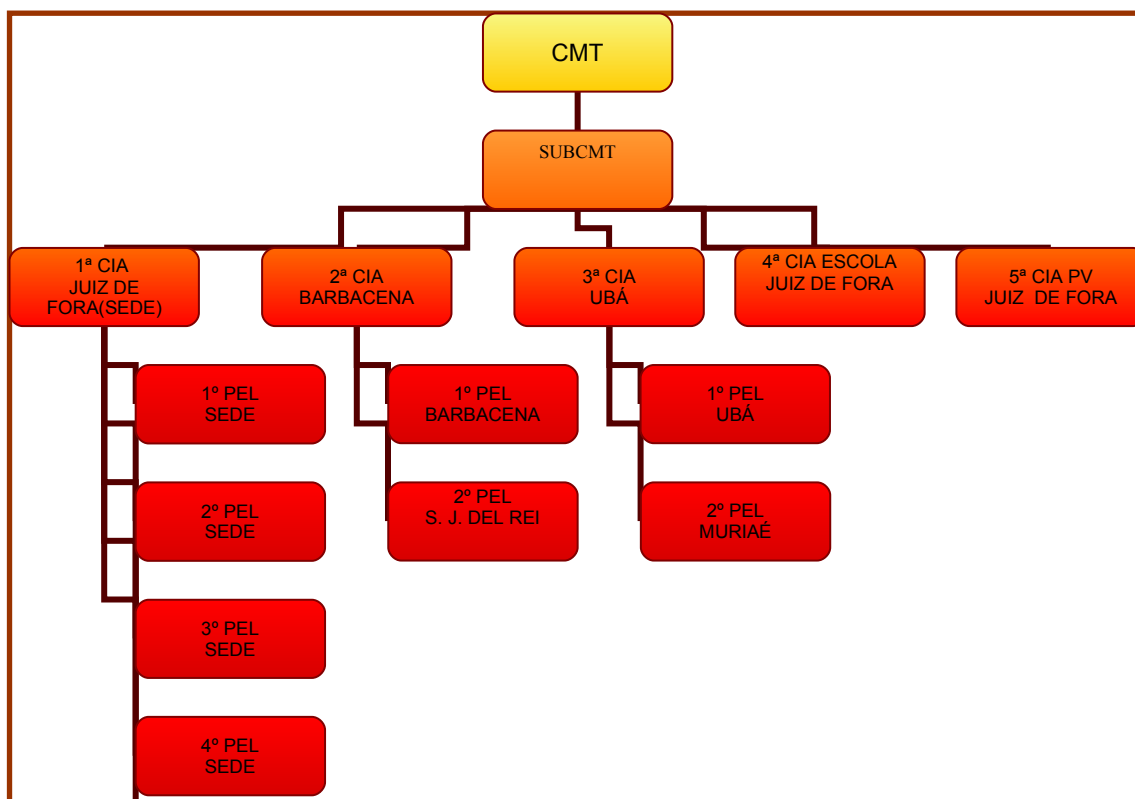 CMT
SUBCMT
1ª CIA
JUIZ DE
FORA(SEDE)
2ª CIA
BARBACENA
3ª CIA
UBÁ
4ª CIA ESCOLA
JUIZ DE FORA
5ª CIA PV
JUIZ DE FORA
1º PEL
SEDE
1º PEL
BARBACENA
1º PEL
UBÁ
2º PEL
SEDE
2º PEL
S. J. DEL REI
2º PEL
MURIAÉ
3º PEL
SEDE
4º PEL
SEDE